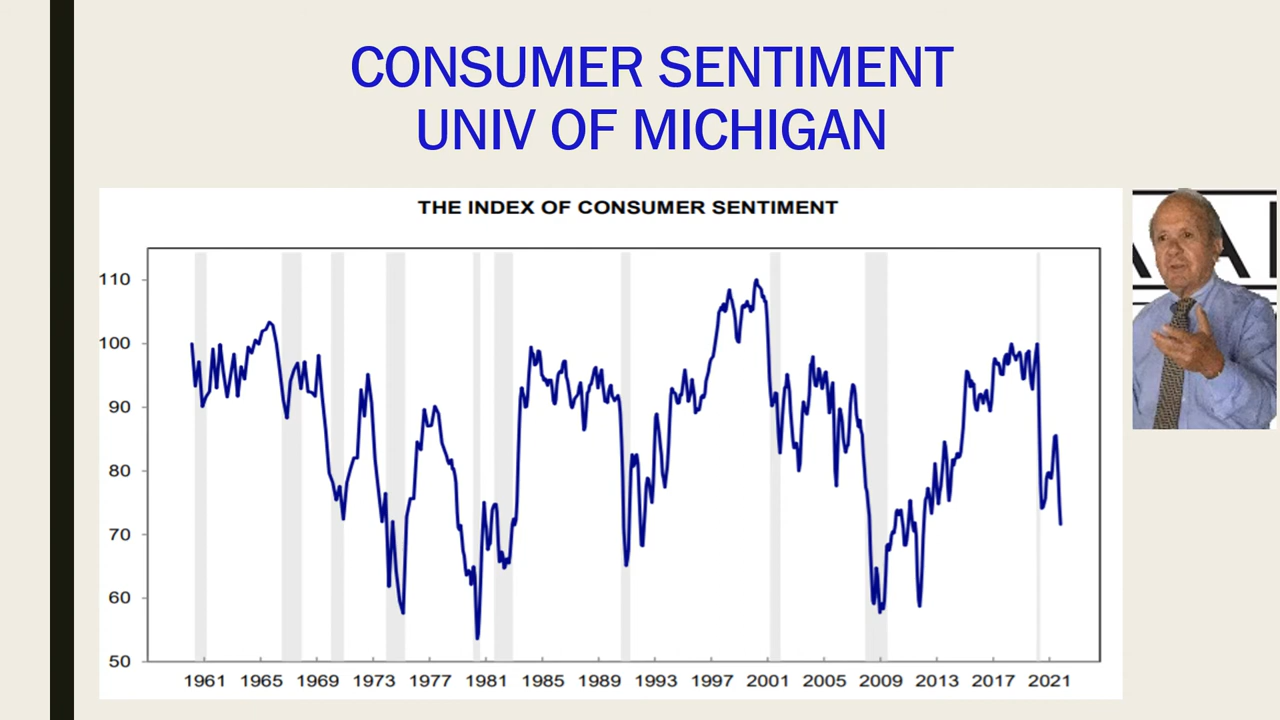 CONSUMER SENTIMENT
UNIV OF MICHIGAN
THE INDEX OF CONSUMER SENTIMENT
110
100
90
80
70
60
50
1961 1965 1969 1973 1977 1981 1985 1989 1993 1997 2001 2005 2009 2013 2017 2021